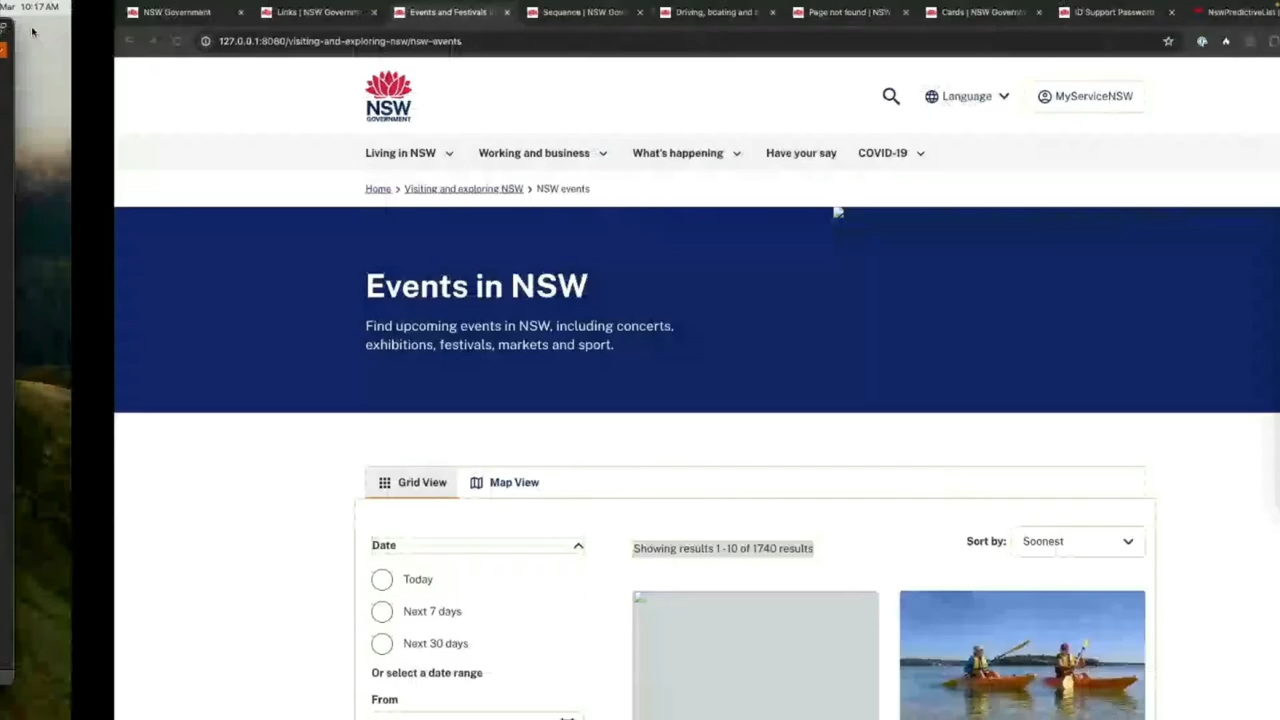 Mar 10:17 AM
NSW Government
Links | NSW Governm
Events and Festivals i
Sequence | NSW Gov
Driving, boating and t
Page not found | NSW
Cards | NSW Governm
ID Support Password
NswPredictiveList |
127.0.0.1:8080/visiting-and-exploring-nsw/nsw-events
NSW
GOVERNMENT
Language
MyServiceNSW
Living in NSW
Working and business
What's happening
Have your say
COVID-19
Home > Visiting and exploring NSW > NSW events
Events in NSW
Find upcoming events in NSW, including concerts,
exhibitions, festivals, markets and sport.
Grid View
Map View
Date
Showing results 1 - 10 of 1740 results
Sort by:
Soonest
Today
Next 7 days
Next 30 days
Or select a date range
From